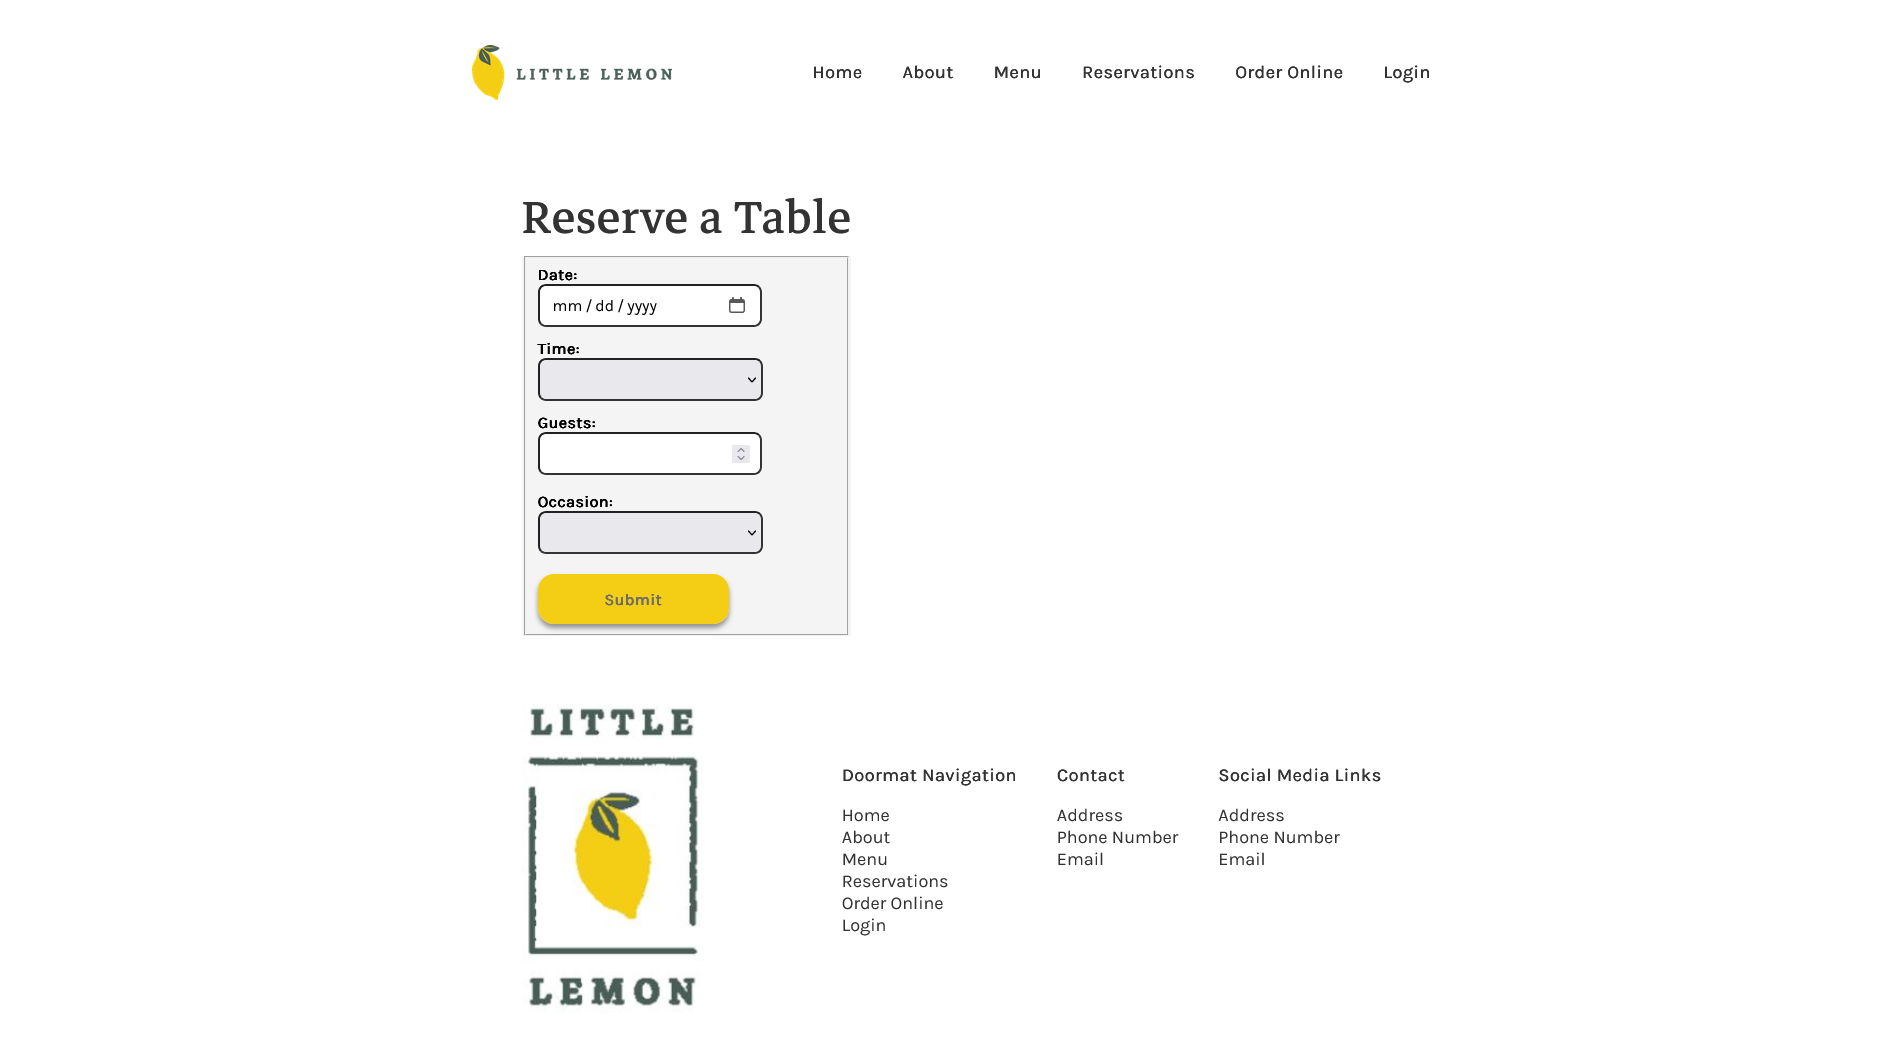 LITTLE LEMON
Home About Menu Reservations Order Online Login
Reserve a Table
Date:
mm / dd / yyyy
Time:
Guests:
Occasion:
Submit
LITTLE
LEMON
Doormat Navigation
Home
About
Menu
Reservations
Order Online
Login
Contact
Address
Phone Number
Email
Social Media Links
Address
Phone Number
Email